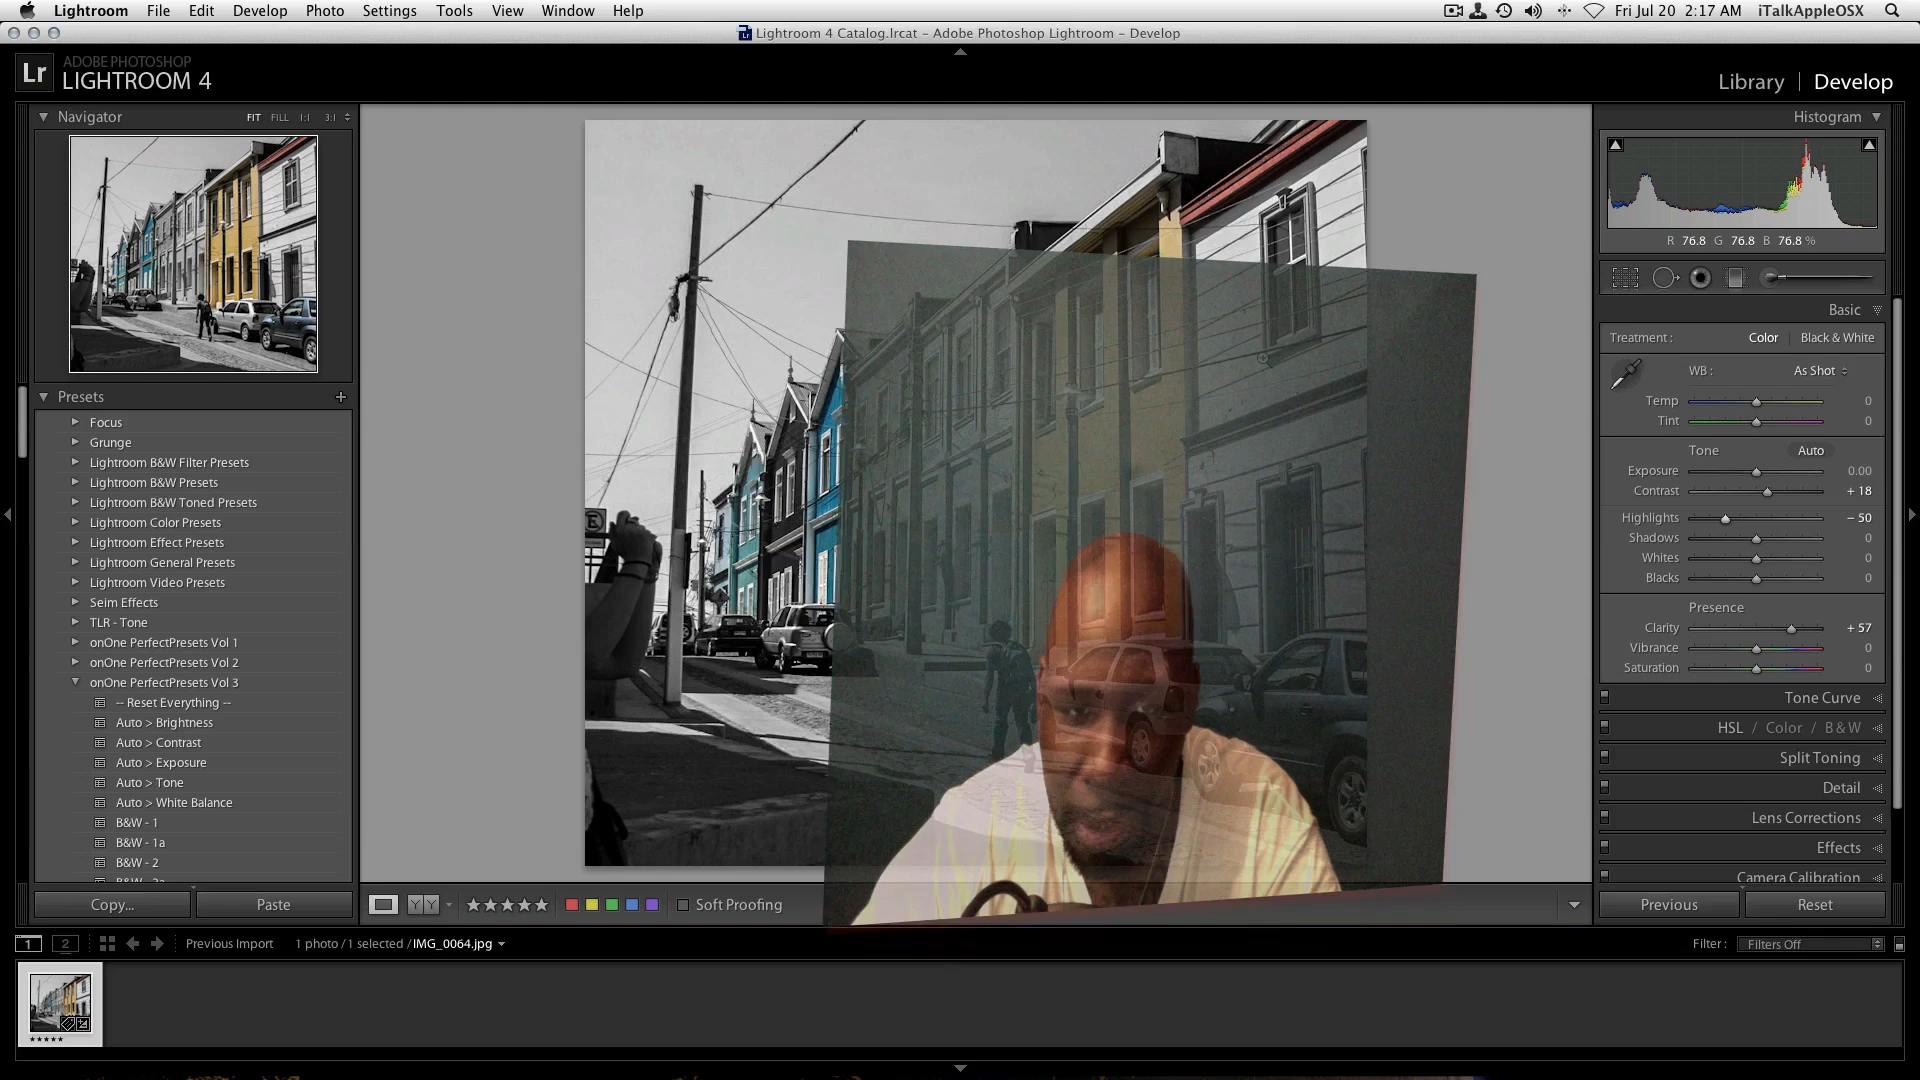 Lightroom File Edit Develop Photo Settings Tools View Window Help Fri Jul 20 2:17 AM iTalkAppleOSX
Lightroom 4 Catalog.lrcat – Adobe Photoshop Lightroom – Develop
Lr
ADOBE PHOTOSHOP
LIGHTROOM 4
Library | Develop
Navigator FIT FILL 1:1 3:1
Presets +
Focus
Grunge
Lightroom B&W Filter Presets
Lightroom B&W Presets
Lightroom B&W Toned Presets
Lightroom Color Presets
Lightroom Effect Presets
Lightroom General Presets
Lightroom Video Presets
Seim Effects
TLR - Tone
onOne PerfectPresets Vol 1
onOne PerfectPresets Vol 2
onOne PerfectPresets Vol 3
-- Reset Everything --
Auto > Brightness
Auto > Contrast
Auto > Exposure
Auto > Tone
Auto > White Balance
B&W - 1
B&W - 1a
B&W - 2
Copy... Paste
E
Histogram
R 76.8 G 76.8 B 76.8 %
Basic
Treatment : Color | Black & White
WB : As Shot
Temp 0
Tint 0
Tone Auto
Exposure 0.00
Contrast + 18
Highlights – 50
Shadows 0
Whites 0
Blacks 0
Presence
Clarity + 57
Vibrance 0
Saturation 0
Tone Curve
HSL / Color / B & W
Split Toning
Detail
Lens Corrections
Effects
Camera Calibration
Previous Reset
YY Soft Proofing
1 2 Previous Import 1 photo / 1 selected / IMG_0064.jpg Filter : Filters Off